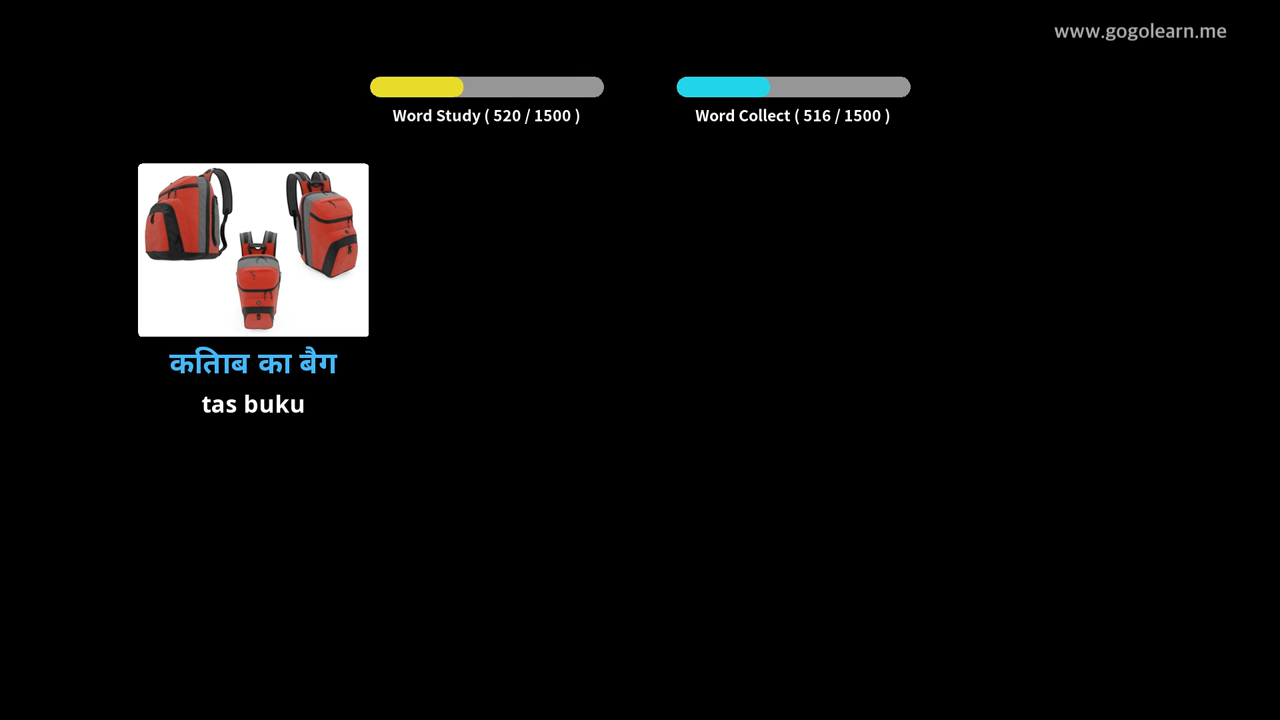 www.gogolearn.me
Word Study ( 520 / 1500 )
Word Collect ( 516 / 1500 )
किताब का बैग
tas buku